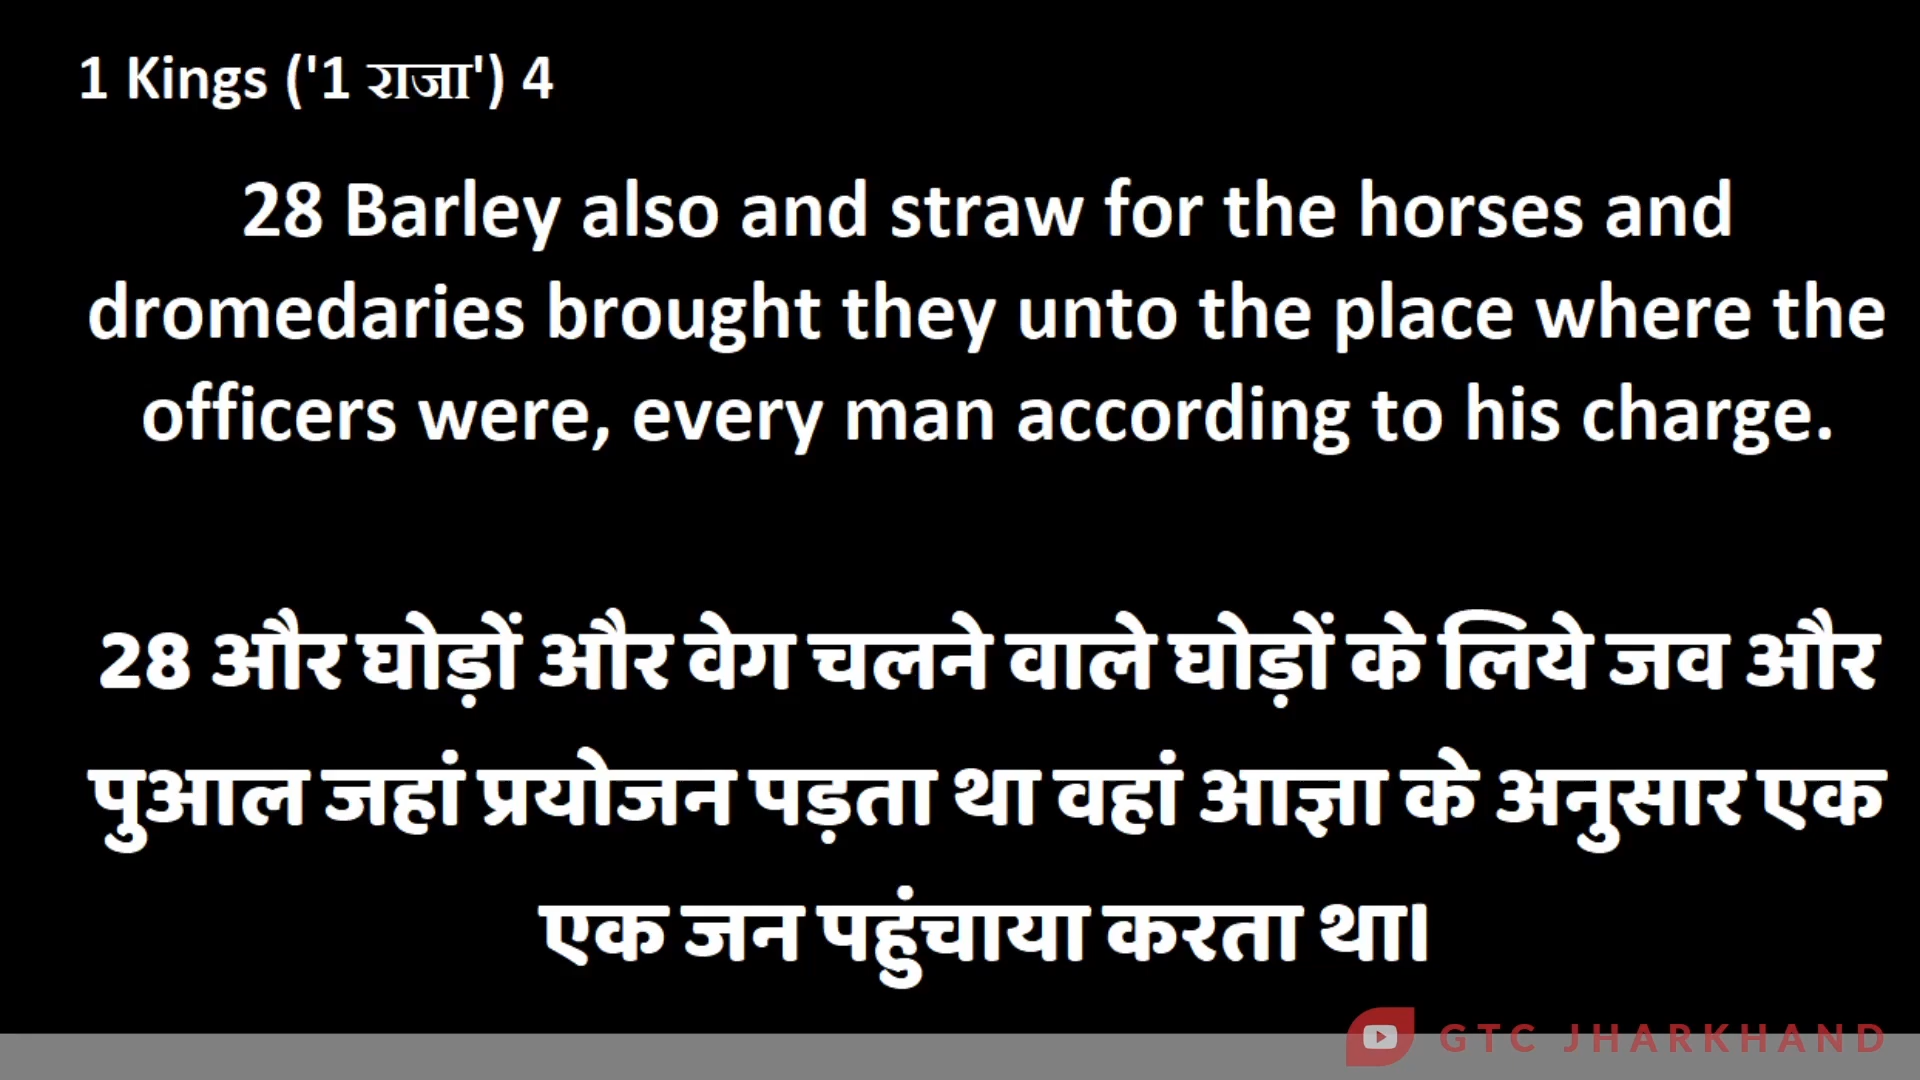 1 Kings ('1 राजा') 4
28 Barley also and straw for the horses and
dromedaries brought they unto the place where the
officers were, every man according to his charge.
28 और घोड़ों और वेग चलने वाले घोड़ों के लिये जव और
पुआल जहां प्रयोजन पड़ता था वहां आज्ञा के अनुसार एक
एक जन पहुंचाया करता था।
GTC JHARKHAND